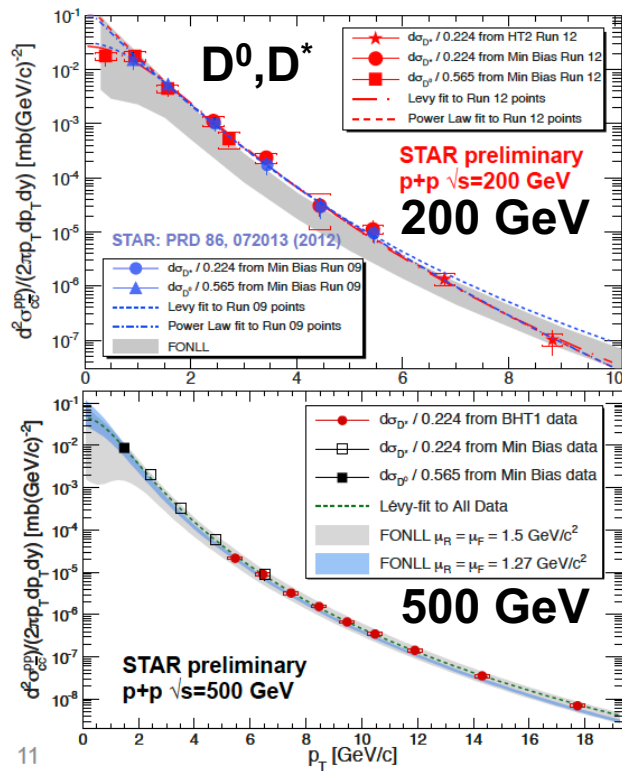 D⁰,D*
dσ_D* / 0.224 from HT2 Run 12
dσ_D* / 0.224 from Min Bias Run 12
dσ_D⁰ / 0.565 from Min Bias Run 12
Levy fit to Run 12 points
Power Law fit to Run 12 points
STAR preliminary
p+p √s=200 GeV
200 GeV
STAR: PRD 86, 072013 (2012)
dσ_D* / 0.224 from Min Bias Run 09
dσ_D⁰ / 0.565 from Min Bias Run 09
Levy fit to Run 09 points
Power Law fit to Run 09 points
FONLL
d²σ^pp_cc̄/(2πp_T dp_T dy) [mb(GeV/c)⁻²]
10⁻¹
10⁻²
10⁻³
10⁻⁴
10⁻⁵
10⁻⁶
10⁻⁷
0 2 4 6 8 10
dσ_D* / 0.224 from BHT1 data
dσ_D* / 0.224 from Min Bias data
dσ_D⁰ / 0.565 from Min Bias data
Lévy-fit to All Data
FONLL μ_R = μ_F = 1.5 GeV/c²
FONLL μ_R = μ_F = 1.27 GeV/c²
500 GeV
STAR preliminary
p+p √s=500 GeV
d²σ^pp_cc̄/(2πp_T dp_T dy) [mb(GeV/c)⁻²]
10⁻¹
10⁻²
10⁻³
10⁻⁴
10⁻⁵
10⁻⁶
10⁻⁷
10⁻⁸
0 2 4 6 8 10 12 14 16 18
p_T [GeV/c]
11